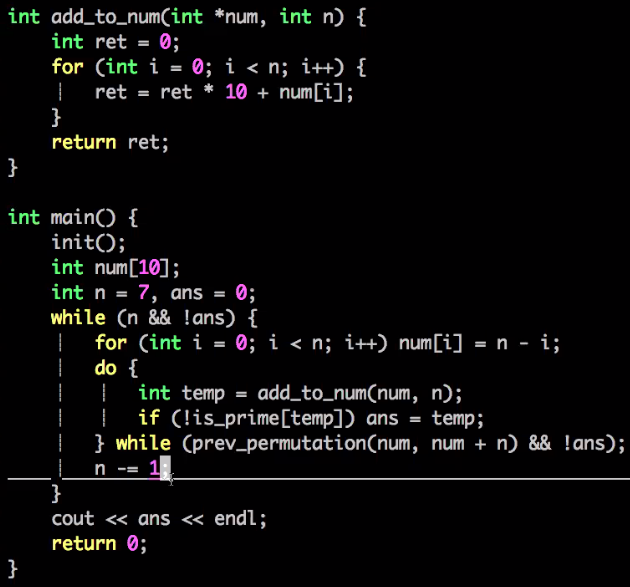 int add_to_num(int *num, int n) {
    int ret = 0;
    for (int i = 0; i < n; i++) {
        ret = ret * 10 + num[i];
    }
    return ret;
}

int main() {
    init();
    int num[10];
    int n = 7, ans = 0;
    while (n && !ans) {
        for (int i = 0; i < n; i++) num[i] = n - i;
        do {
            int temp = add_to_num(num, n);
            if (!is_prime[temp]) ans = temp;
        } while (prev_permutation(num, num + n) && !ans);
        n -= 1;
    }
    cout << ans << endl;
    return 0;
}